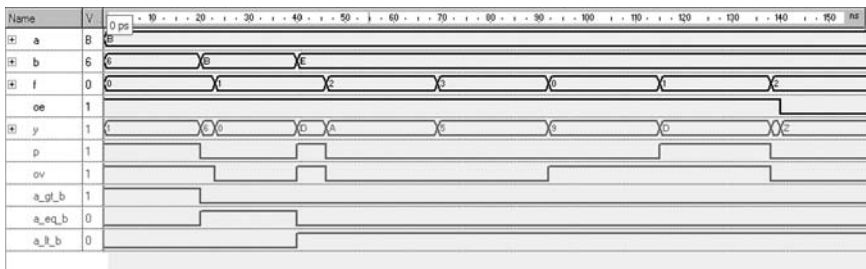 Name V 0 ps 10 20 30 40 50 60 70 80 90 100 110 120 130 140 150 ns
a B B
b 6 6 B E
f 0 0 1 2 3 0 1 2
oe 1
y 1 1 6 0 D A 5 9 D Z
p 1
ov 1
a_gt_b 1
a_eq_b 0
a_lt_b 0